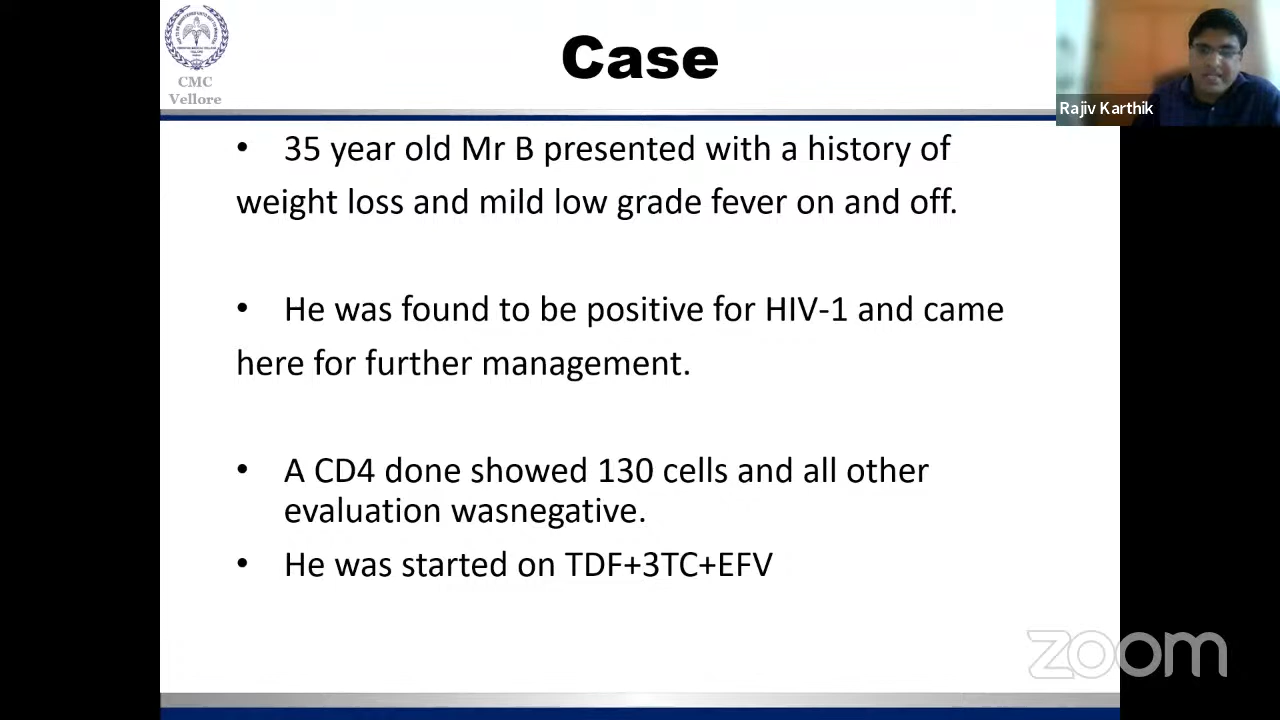 CMC
Vellore
Case
Rajiv Karthik
• 35 year old Mr B presented with a history of
weight loss and mild low grade fever on and off.
• He was found to be positive for HIV-1 and came
here for further management.
• A CD4 done showed 130 cells and all other
evaluation wasnegative.
• He was started on TDF+3TC+EFV
zoom